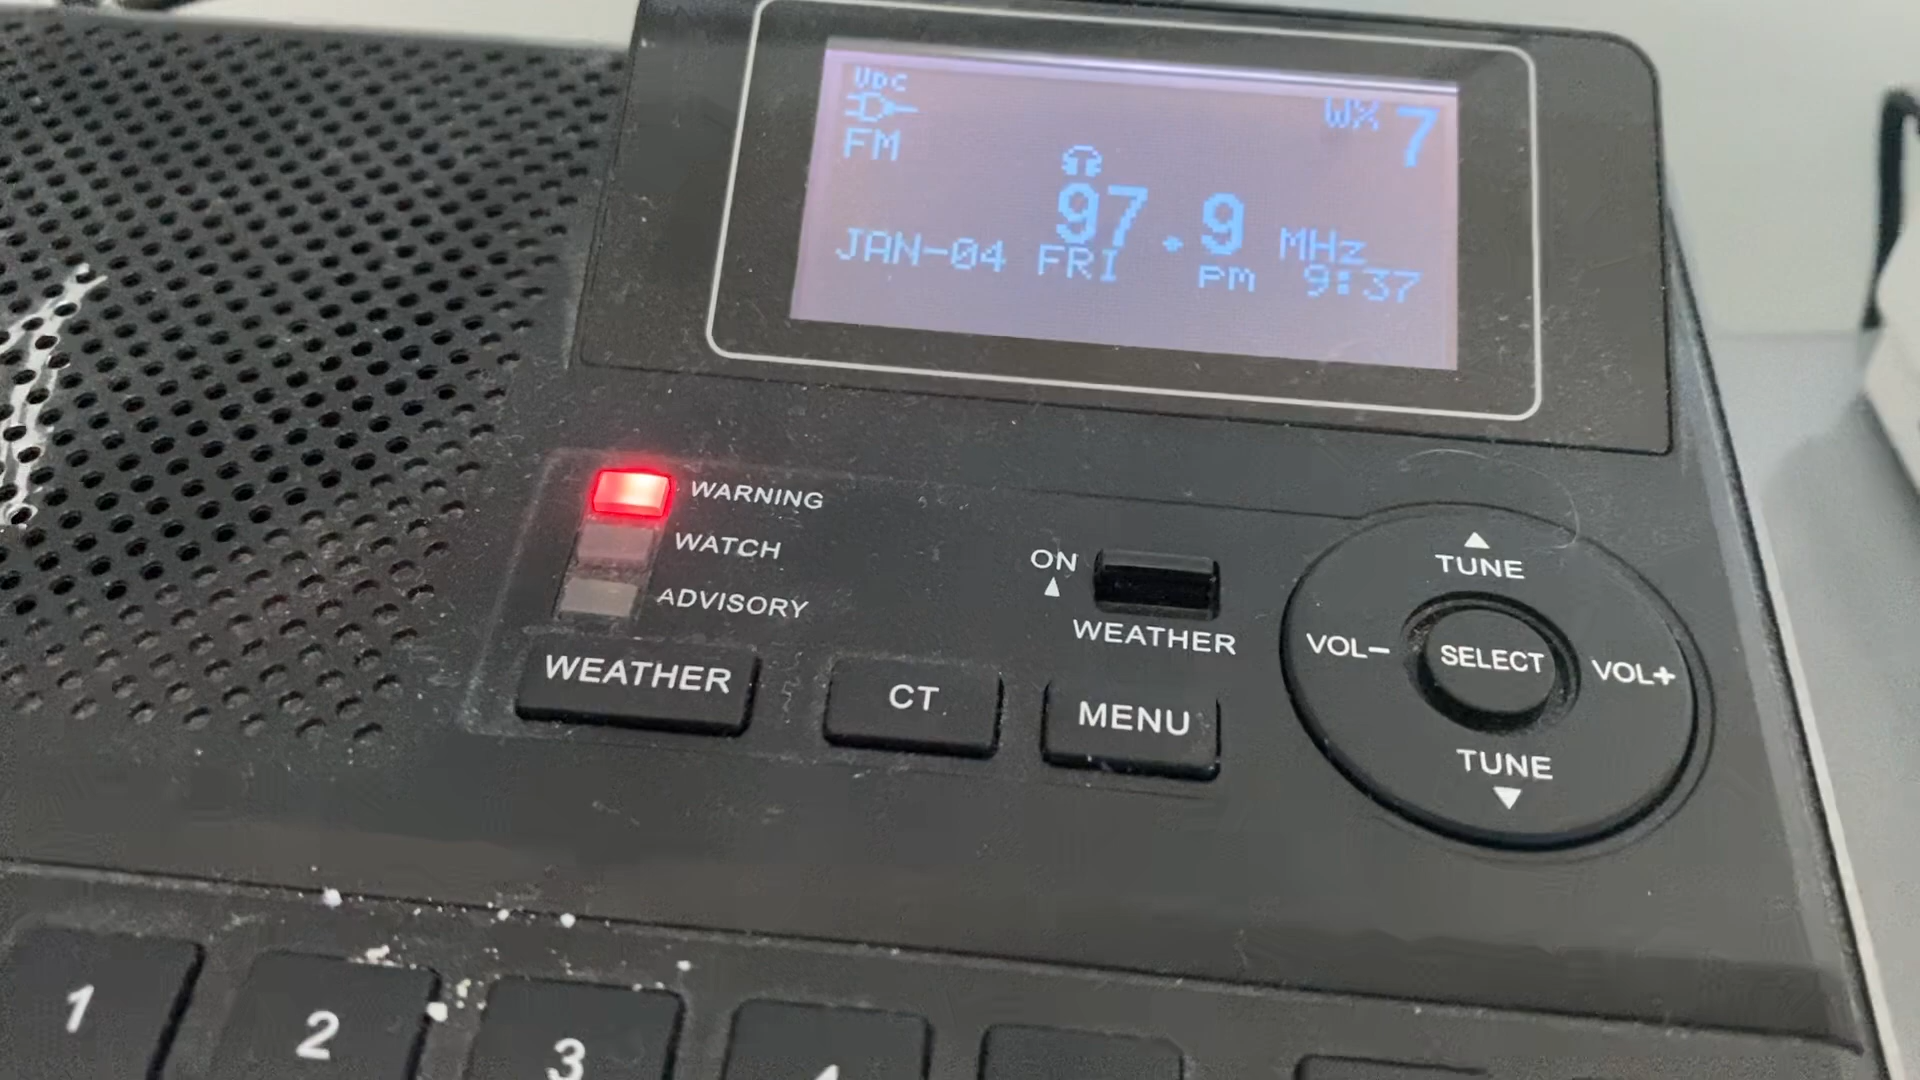 VDC
WX 7
FM
97.9 MHz
JAN-04 FRI PM 9:37
WARNING
WATCH
ADVISORY
ON
WEATHER
WEATHER
CT
MENU
TUNE
VOL-
SELECT
VOL+
TUNE
1
2
3